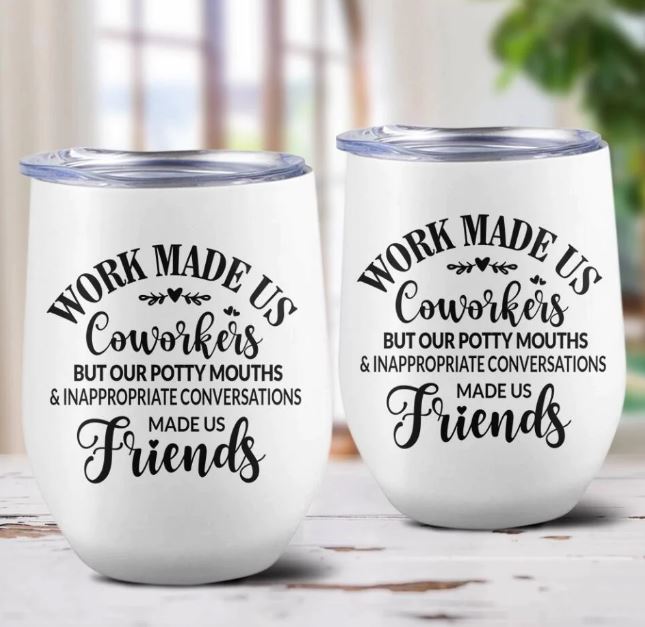 WORK MADE US
Coworkers
BUT OUR POTTY MOUTHS
& INAPPROPRIATE CONVERSATIONS
MADE US
Friends
WORK MADE US
Coworkers
BUT OUR POTTY MOUTHS
& INAPPROPRIATE CONVERSATIONS
MADE US
Friends